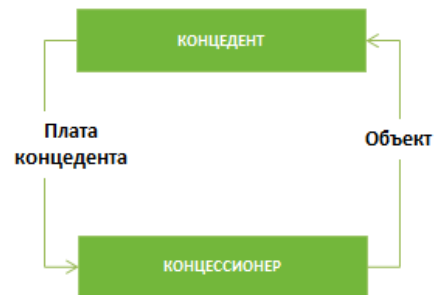 КОНЦЕДЕНТ
Плата
концедента
Объект
КОНЦЕССИОНЕР